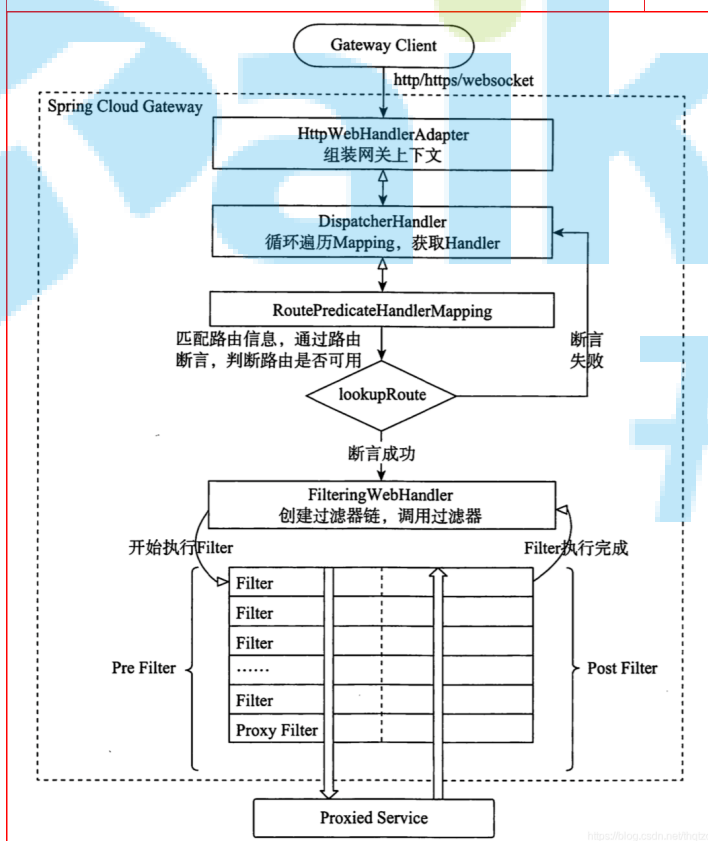 Gateway Client
http/https/websocket
Spring Cloud Gateway
HttpWebHandlerAdapter
组装网关上下文
DispatcherHandler
循环遍历Mapping，获取Handler
RoutePredicateHandlerMapping
匹配路由信息，通过路由
断言，判断路由是否可用
断言
失败
lookupRoute
断言成功
FilteringWebHandler
创建过滤器链，调用过滤器
开始执行Filter
Filter执行完成
Filter
Filter
Filter
……
Filter
Proxy Filter
Pre Filter
Post Filter
Proxied Service